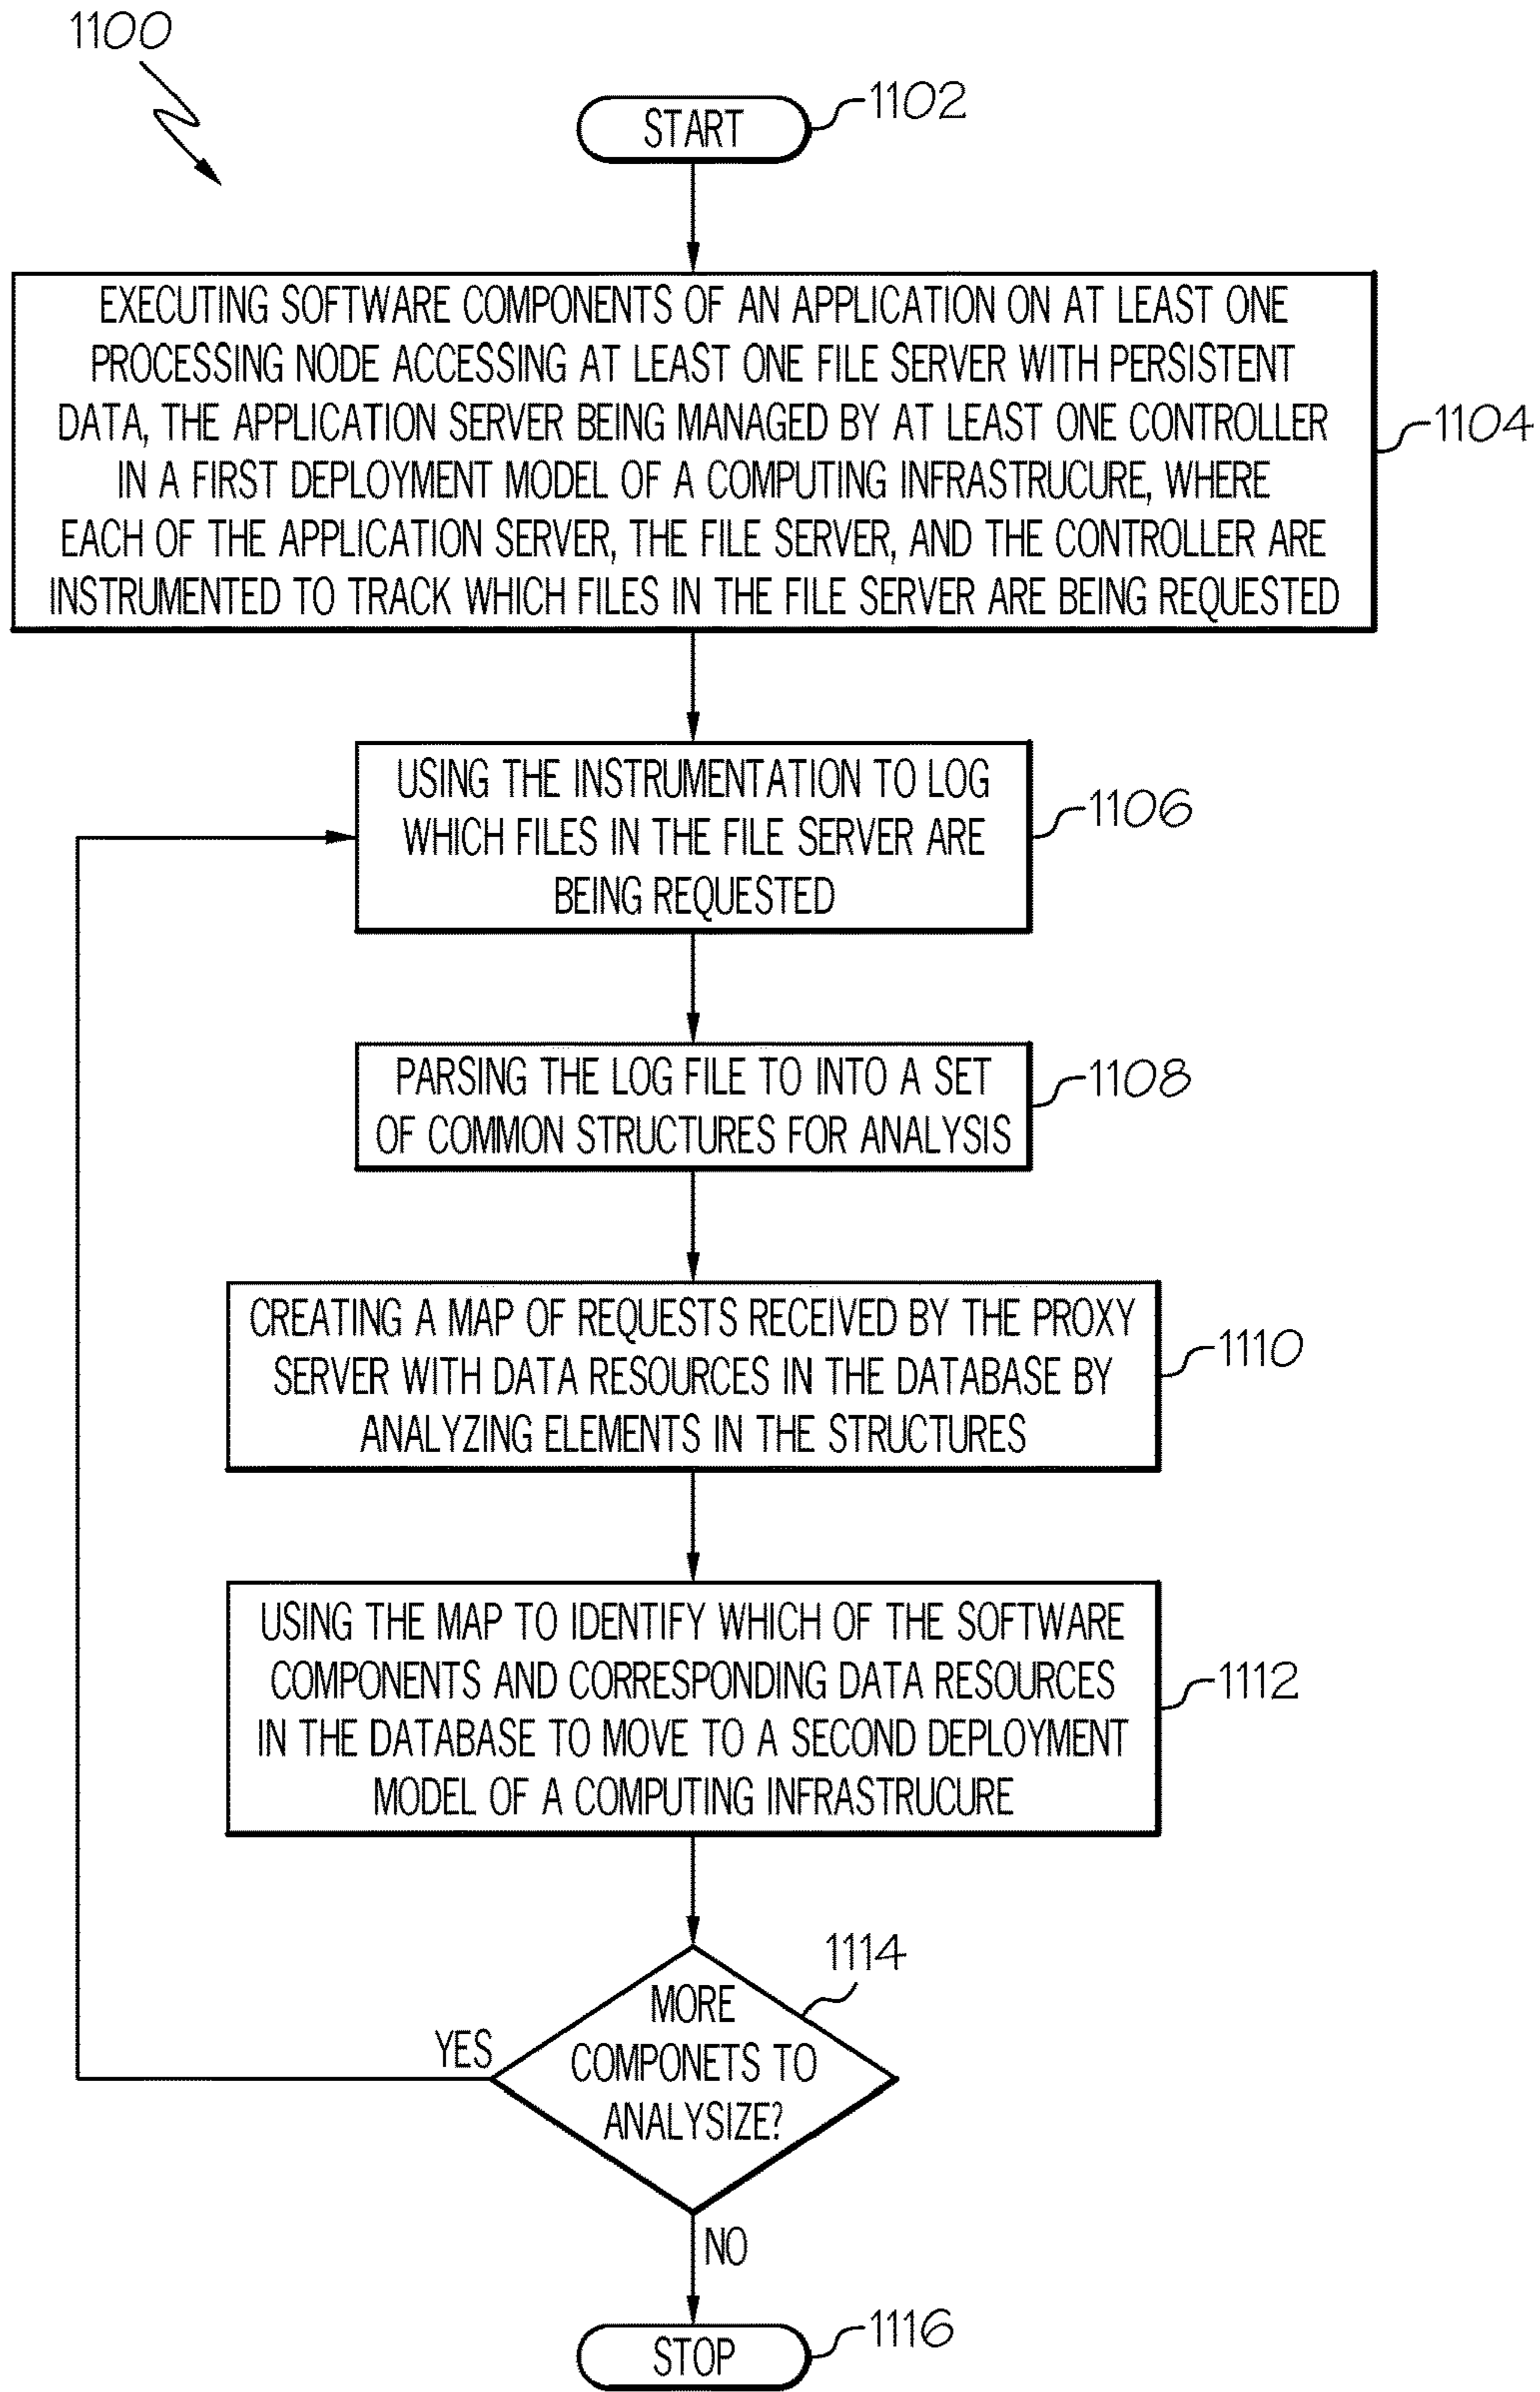 1100
START
1102
EXECUTING SOFTWARE COMPONENTS OF AN APPLICATION ON AT LEAST ONE
PROCESSING NODE ACCESSING AT LEAST ONE FILE SERVER WITH PERSISTENT
DATA, THE APPLICATION SERVER BEING MANAGED BY AT LEAST ONE CONTROLLER
IN A FIRST DEPLOYMENT MODEL OF A COMPUTING INFRASTRUCURE, WHERE
EACH OF THE APPLICATION SERVER, THE FILE SERVER, AND THE CONTROLLER ARE
INSTRUMENTED TO TRACK WHICH FILES IN THE FILE SERVER ARE BEING REQUESTED
1104
USING THE INSTRUMENTATION TO LOG
WHICH FILES IN THE FILE SERVER ARE
BEING REQUESTED
1106
PARSING THE LOG FILE TO INTO A SET
OF COMMON STRUCTURES FOR ANALYSIS
1108
CREATING A MAP OF REQUESTS RECEIVED BY THE PROXY
SERVER WITH DATA RESOURCES IN THE DATABASE BY
ANALYZING ELEMENTS IN THE STRUCTURES
1110
USING THE MAP TO IDENTIFY WHICH OF THE SOFTWARE
COMPONENTS AND CORRESPONDING DATA RESOURCES
IN THE DATABASE TO MOVE TO A SECOND DEPLOYMENT
MODEL OF A COMPUTING INFRASTRUCURE
1112
MORE
COMPONETS TO
ANALYSIZE?
1114
YES
NO
STOP
1116